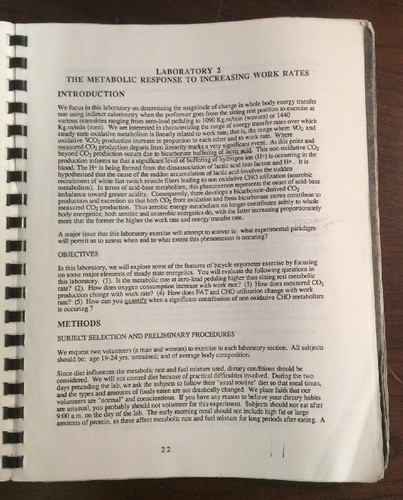 LABORATORY 2
THE METABOLIC RESPONSE TO INCREASING WORK RATES
INTRODUCTION
We focus in this laboratory on determining the magnitude of change in whole body energy transfer
rate using indirect calorimetry when the performer goes from the sitting rest position to exercise at
various intensities ranging from zero-load pedaling to 1090 Kg.m/min (women) or 1440
Kg.m/min (men). We are interested in characterizing the range of energy transfer rates over which
steady state oxidative metabolism is linearly related to work rate; that is, the range where VO2 and
oxidative VCO2 production increase in proportion to each other and to work rate. Where
measured CO2 production departs from linearity marks a very significant event. At this point and
beyond CO2 production occurs due to bicarbonate buffering of lactic acid. This non oxidative CO2
production informs us that a significant level of buffering of hydrogen ion (H+) is occurring in the
blood. The H+ is being formed from the dissassociation of lactic acid into lactate and H+. It is
hypothesized that the cause of the sudden accumulation of lactic acid involves the sudden
recruitment of white twitch muscle fibers leading to non oxidative CHO utilization (anaerobic
metabolism). In terms of acid-base metabolism, this phenomenon represents the onset of acid-base
imbalance toward greater acidity. Consequently, there develops a bicarbonate-derived CO2
production and excretion so that both CO2 from oxidation and from bicarbonate stores contribute to
measured CO2 production. Thus aerobic energy metabolism no longer contributes solely to whole
body energetics; both aerobic and anaerobic energetics do, with the latter increasing proportionately
more that the former the higher the work rate and energy transfer rate.
A major issue that this laboratory exercise will attempt to answer is: what experimental paradigm
will permit us to assess when and to what extent this phenomenon is occuring?
OBJECTIVES
In this laboratory, we will explore some of the features of bicycle ergometer exercise by focusing
on some major elements of steady state energetics. You will evaluate the following questions in
this laboratory. (1). Is the metabolic rate at zero-load pedaling higher than sitting rest metabolic
rate? (2). How does oxygen consumption increase with work rate? (3) How does measured CO2
production change with work rate? (4) How does FAT and CHO utilization change with work
rate? (5) How can you quantify when a significant contribution of non oxidative CHO metabolism
is occuring ?
METHODS
SUBJECT SELECTION AND PRELIMINARY PROCEDURES
We request two volunteers (a man and woman) to exercise in each laboratory section. All subjects
should be: age 19-24 yrs; untrained; and of average body composition.
Since diet influences the metabolic rate and fuel mixture used, dietary conditions should be
considered. We will not control diet because of practical difficulties involved. During the two
days preceding the lab, we ask the subjects to follow their "usual routine" diet so that meal times,
and the types and amounts of foods eaten are not drastically changed. We place faith that our
volunteers are "normal" and conscientious. If you have any reason to believe your dietary habits
are unusual, you probably should not volunteer for this experiment. Subjects should not eat after
9:00 a.m. on the day of the lab. The early morning meal should not include high fat or large
amounts of protein, as these affect metabolic rate and fuel mixture for long periods after eating. A
22